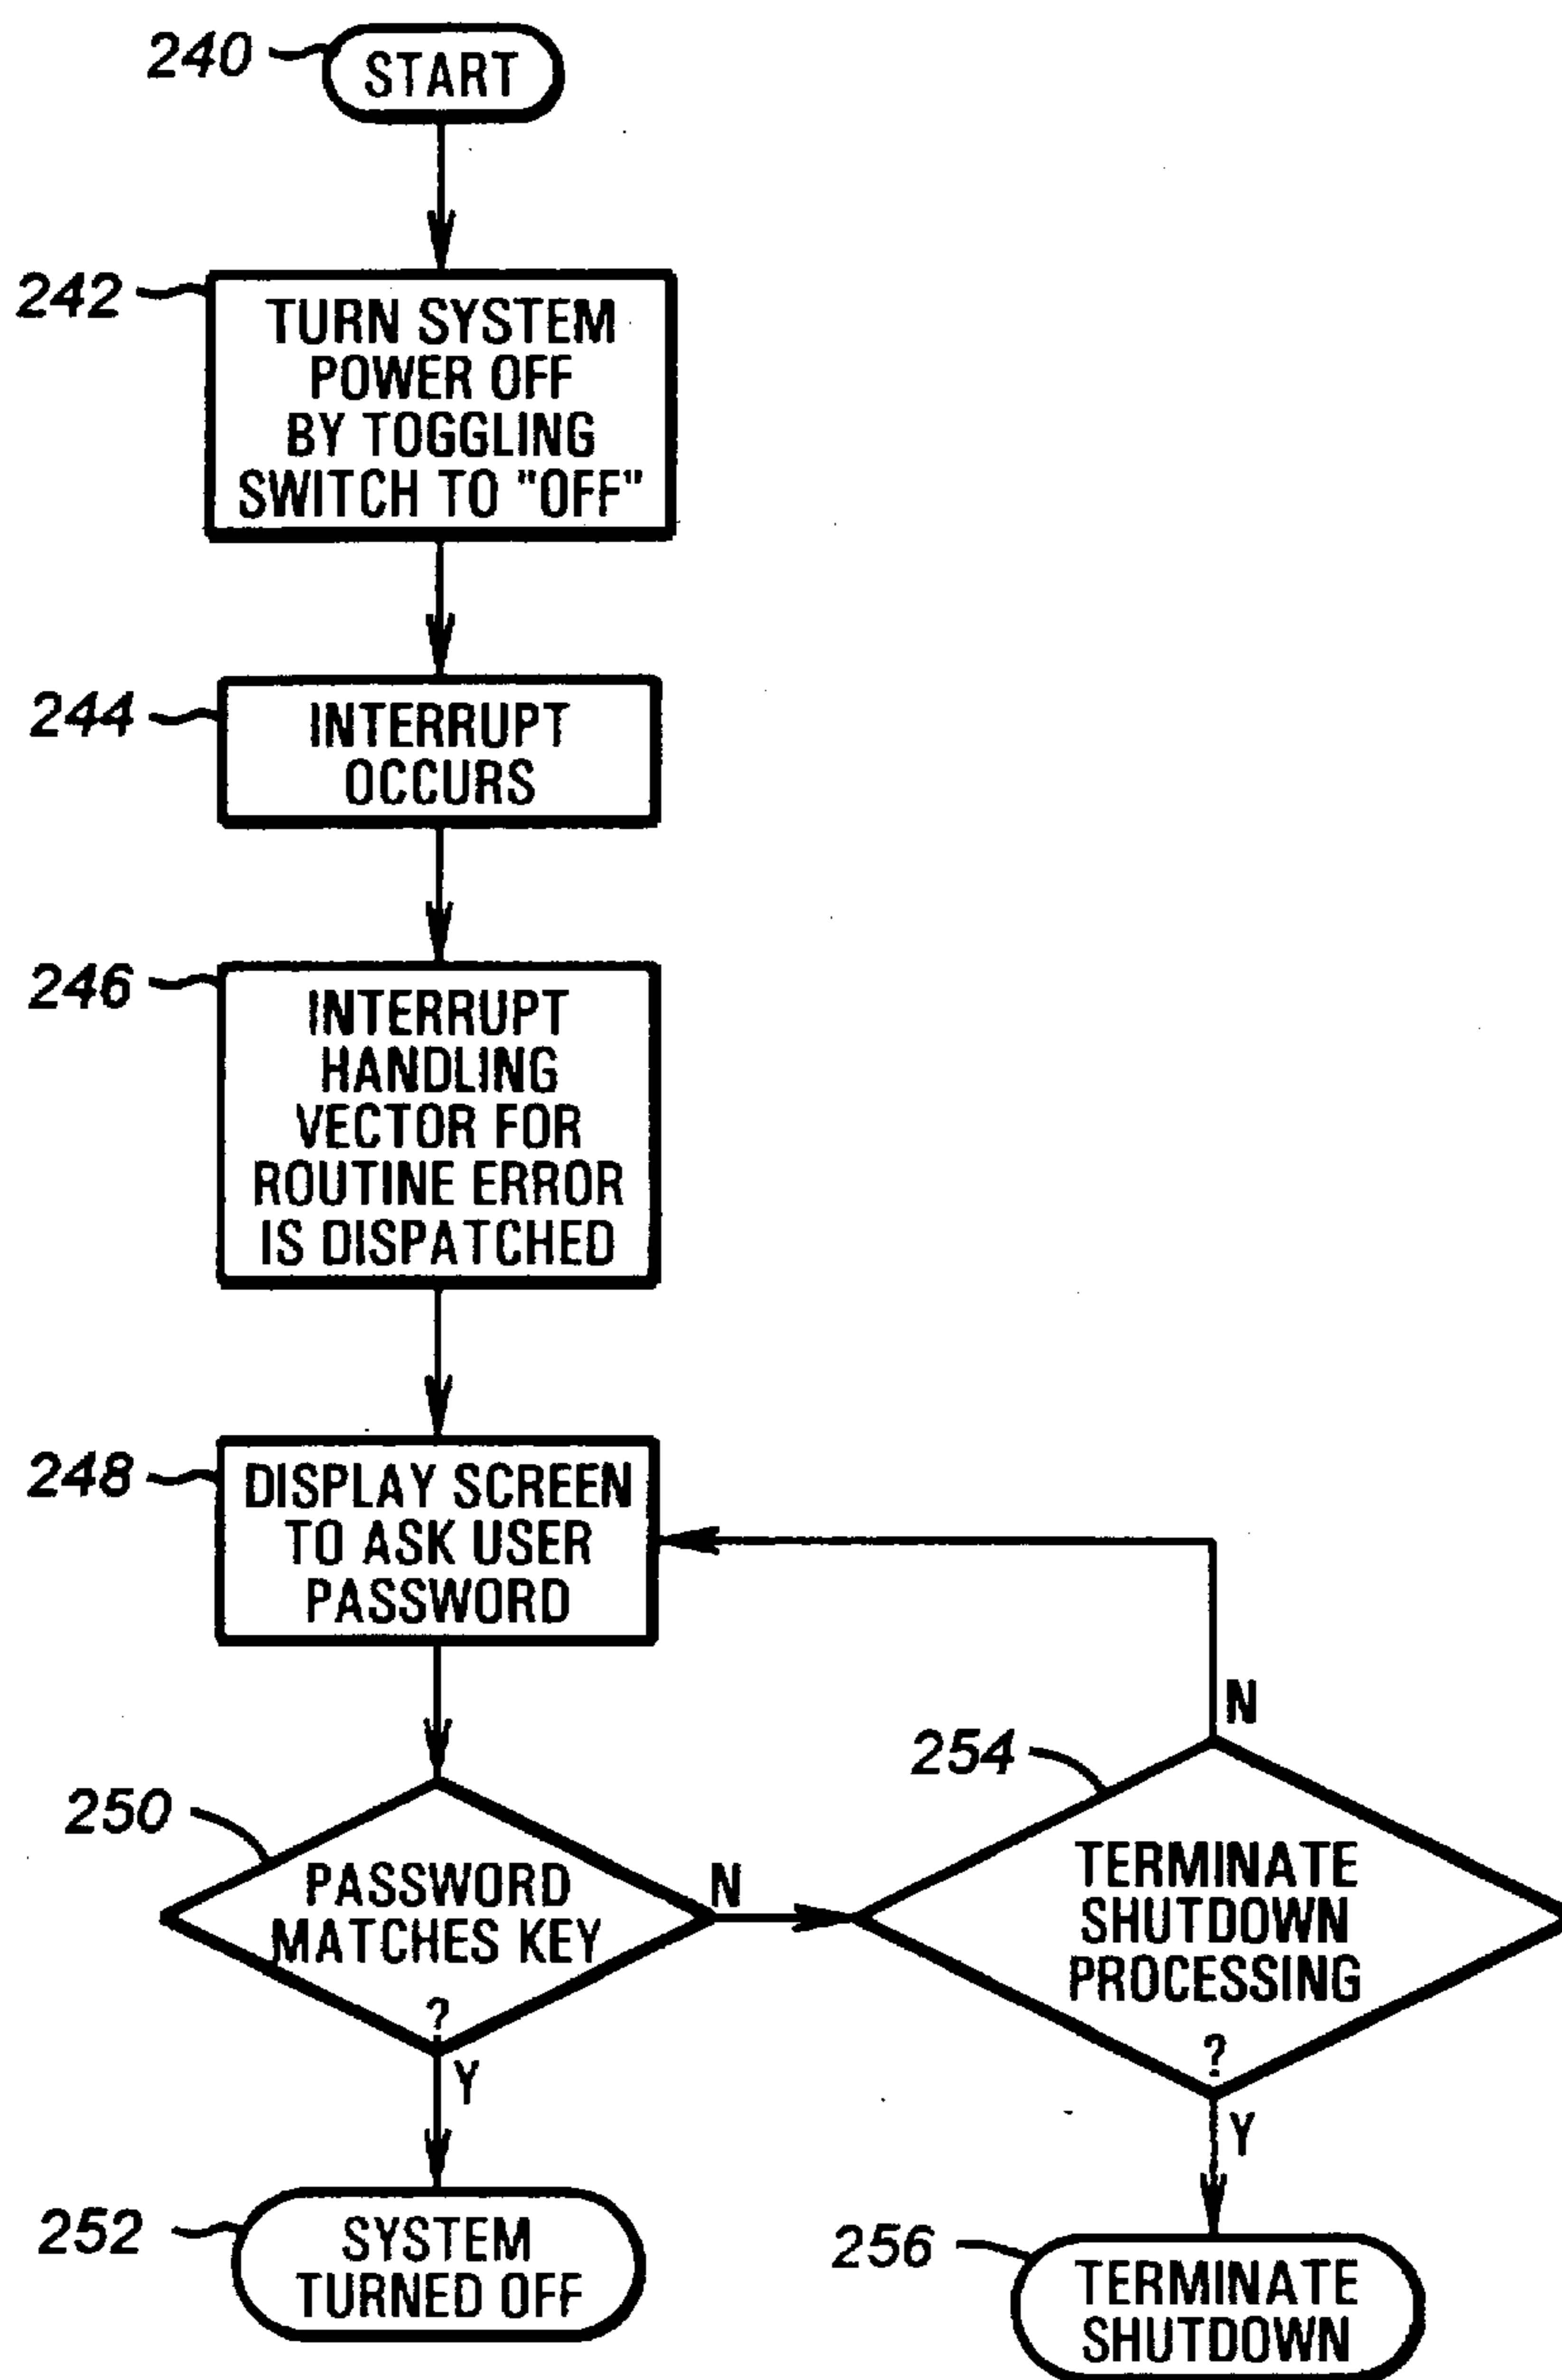 240
START
242
TURN SYSTEM
POWER OFF
BY TOGGLING
SWITCH TO "OFF"
244
INTERRUPT
OCCURS
246
INTERRUPT
HANDLING
VECTOR FOR
ROUTINE ERROR
IS DISPATCHED
248
DISPLAY SCREEN
TO ASK USER
PASSWORD
250
PASSWORD
MATCHES KEY
?
N
Y
254
N
TERMINATE
SHUTDOWN
PROCESSING
?
Y
252
SYSTEM
TURNED OFF
256
TERMINATE
SHUTDOWN